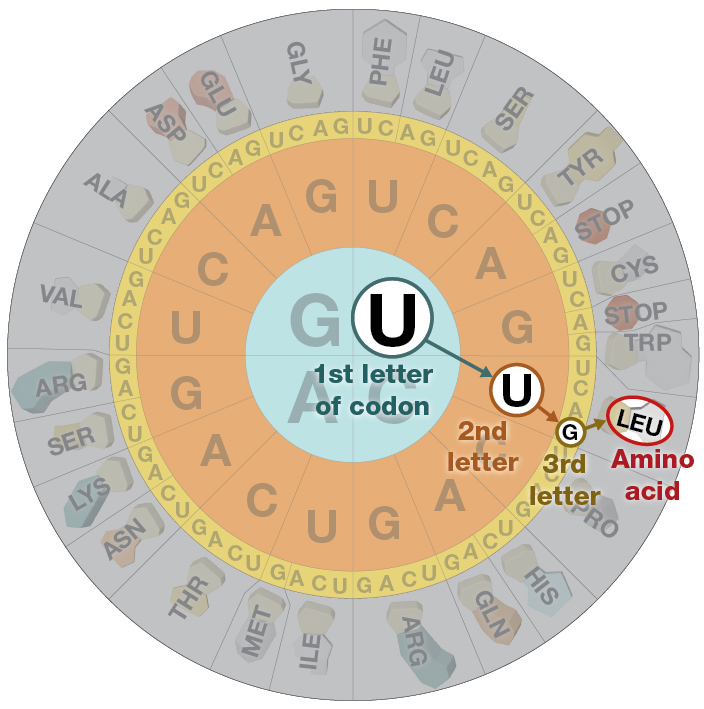 PHE
LEU
SER
TYR
STOP
CYS
STOP
TRP
LEU
PRO
HIS
GLN
ARG
ILE
MET
THR
ASN
LYS
SER
ARG
VAL
ALA
ASP
GLU
GLY
U C A G U C A G U C A G U C A G
U C A G
U C A G U C A G
U C A G U C A G U C A G U C A G
U C A G U C A G U C A G U C A G
U C A G
U C A G
U C A G
U C A G
G U
A C
1st letter
of codon
2nd
letter
3rd
letter
Amino
acid